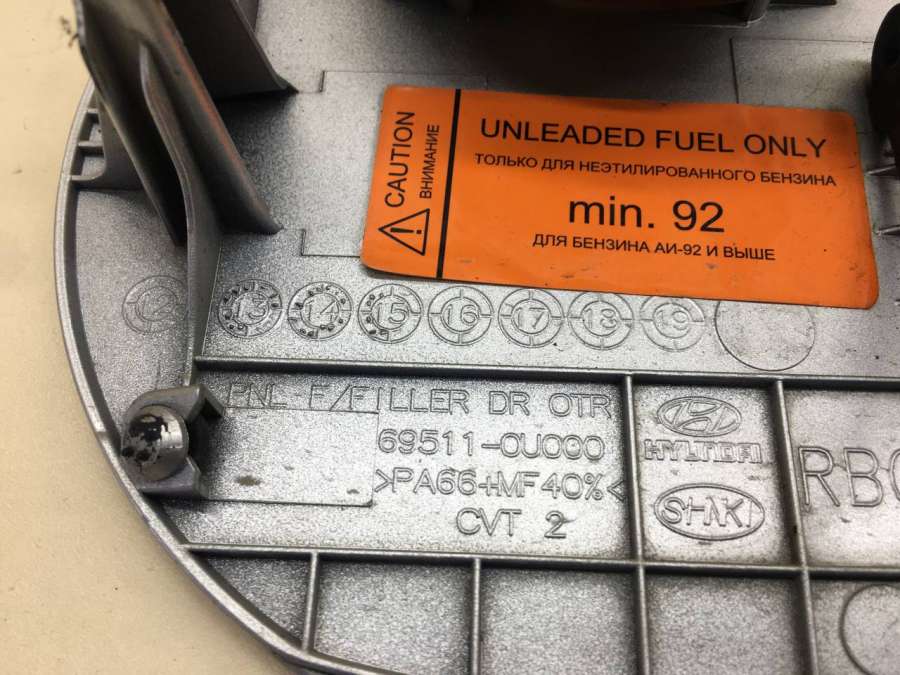 CAUTION
ВНИМАНИЕ
UNLEADED FUEL ONLY
ТОЛЬКО ДЛЯ НЕЭТИЛИРОВАННОГО БЕНЗИНА
min. 92
ДЛЯ БЕНЗИНА АИ-92 И ВЫШЕ
12 13 14 15 16 17 18 19
PNL-F/FILLER DR OTR
69511-0U000
>PA66+MF40%<
CVT 2
HYUNDAI
RB